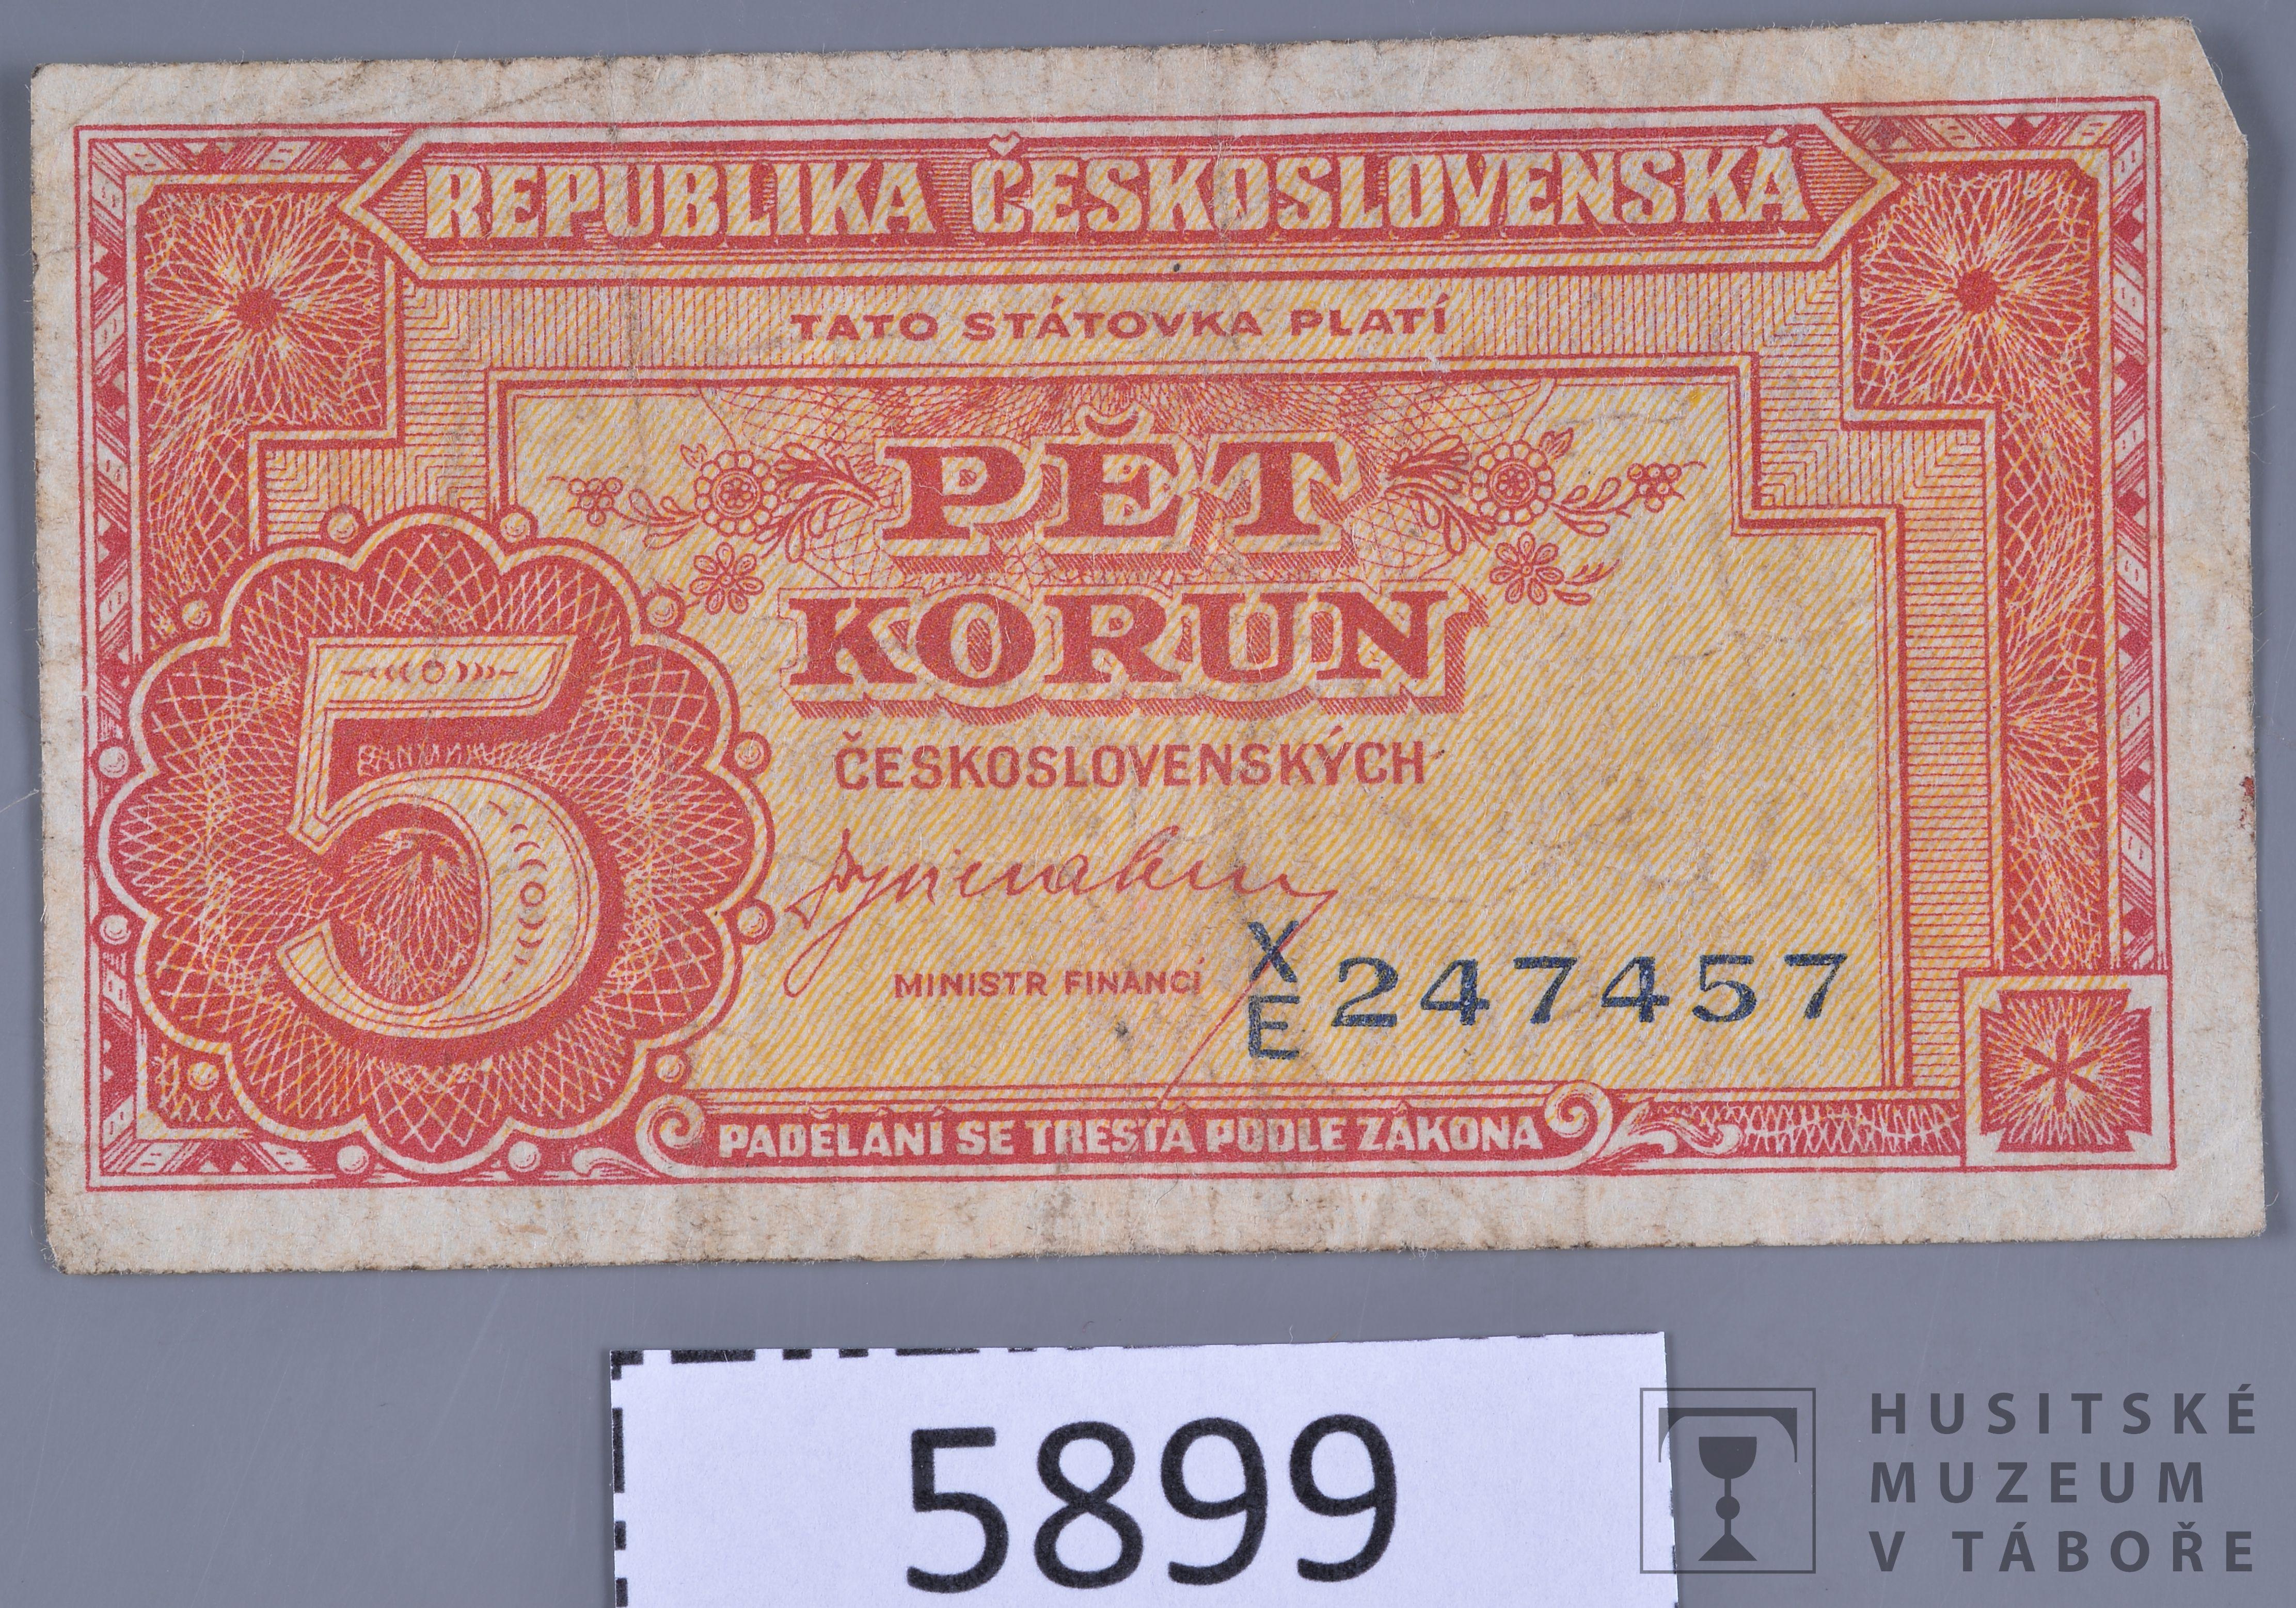 REPUBLIKA ČESKOSLOVENSKÁ
TATO STÁTOVKA PLATÍ
PĚT
KORUN
ČESKOSLOVENSKÝCH
5
MINISTR FINANCÍ
X
E 247457
PADĚLÁNÍ SE TRESTÁ PODLE ZÁKONA
5899
HUSITSKÉ
MUZEUM
V TÁBOŘE